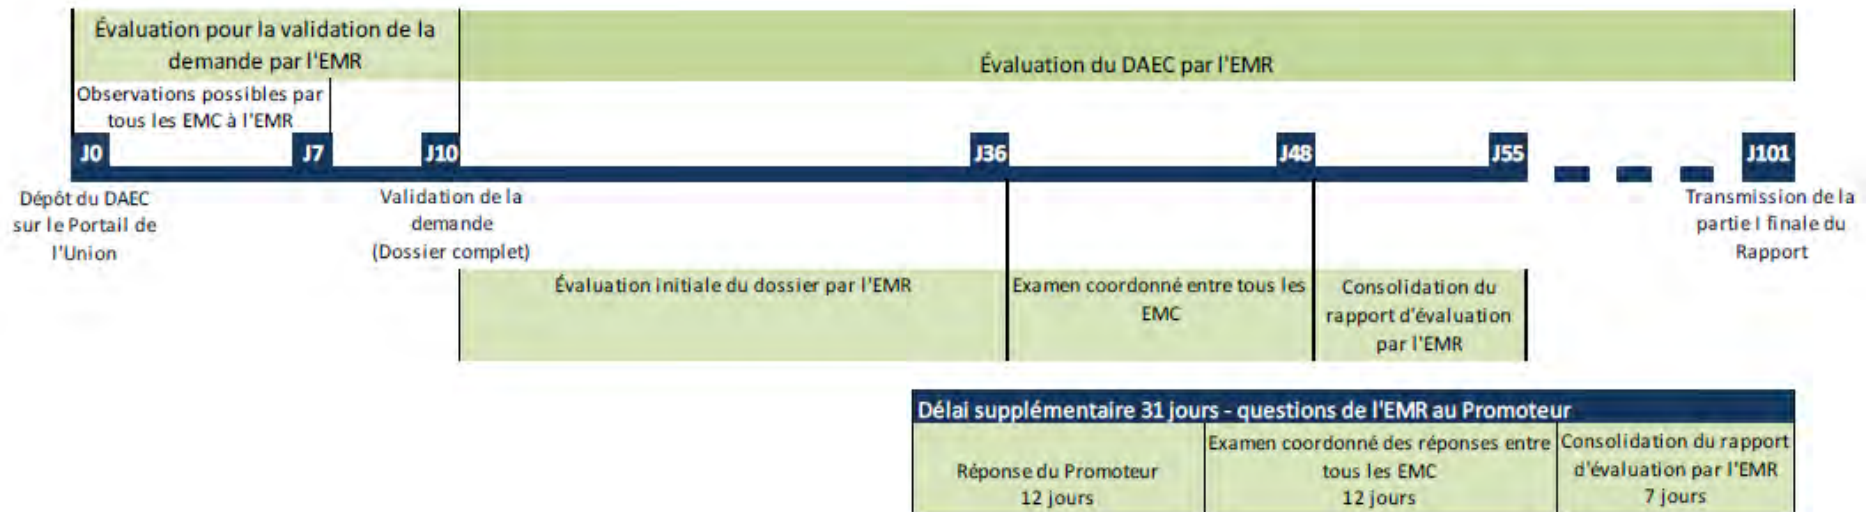 Évaluation pour la validation de la
demande par l'EMR
Évaluation du DAEC par l'EMR
Observations possibles par
tous les EMC à l'EMR
J0
J7
J10
J36
J48
J55
J101
Dépôt du DAEC
sur le Portail de
l'Union
Validation de la
demande
(Dossier complet)
Transmission de la
partie I finale du
Rapport
Évaluation initiale du dossier par l'EMR
Examen coordonné entre tous les
EMC
Consolidation du
rapport d'évaluation
par l'EMR
Délai supplémentaire 31 jours - questions de l'EMR au Promoteur
Réponse du Promoteur
12 jours
Examen coordonné des réponses entre
tous les EMC
12 jours
Consolidation du rapport
d'évaluation par l'EMR
7 jours